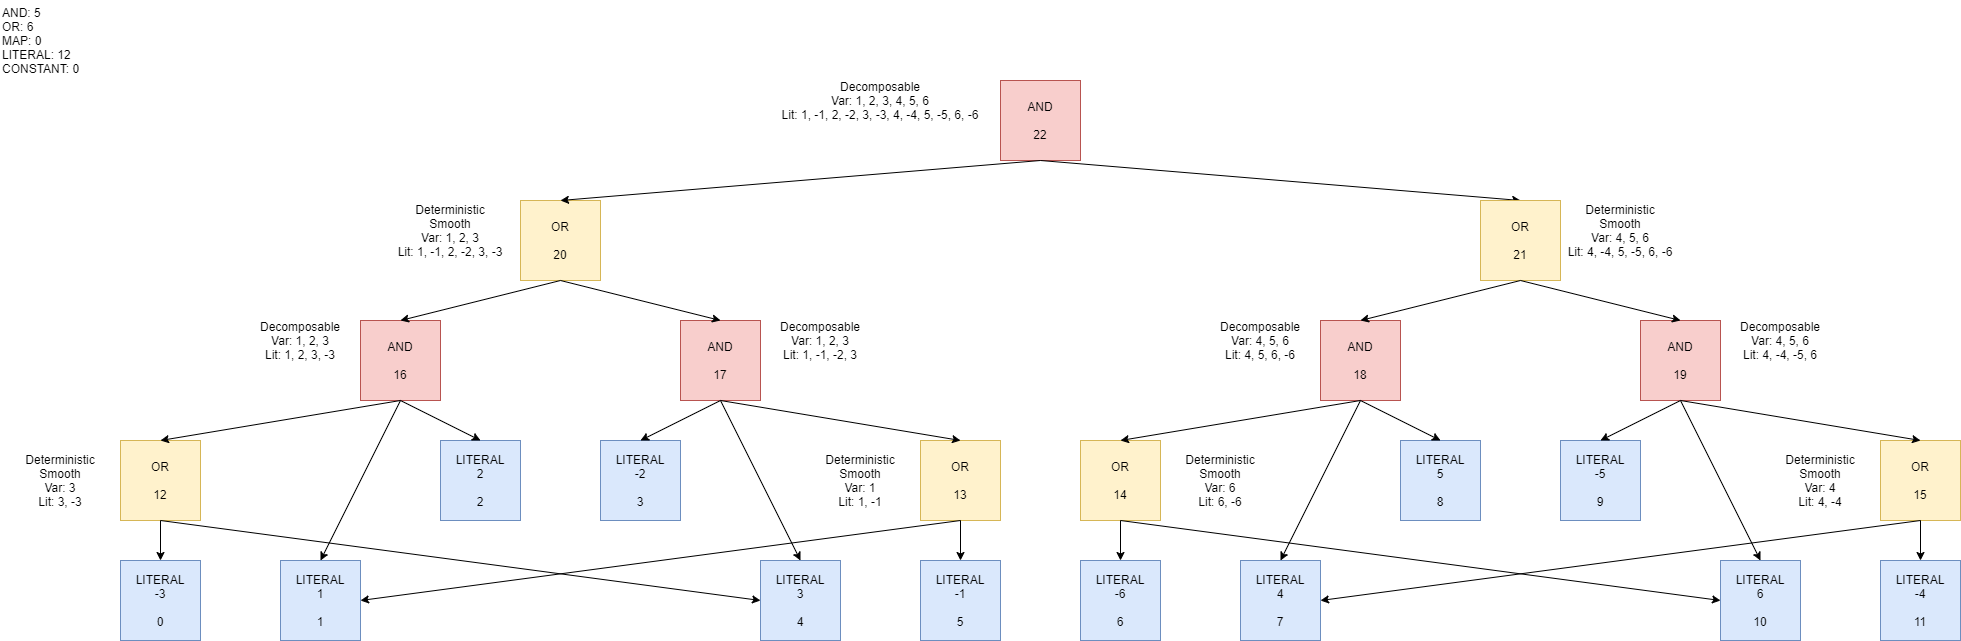 AND: 5
OR: 6
MAP: 0
LITERAL: 12
CONSTANT: 0
Decomposable
Var: 1, 2, 3, 4, 5, 6
Lit: 1, -1, 2, -2, 3, -3, 4, -4, 5, -5, 6, -6
AND
22
Deterministic
Smooth
Var: 1, 2, 3
Lit: 1, -1, 2, -2, 3, -3
OR
20
OR
21
Deterministic
Smooth
Var: 4, 5, 6
Lit: 4, -4, 5, -5, 6, -6
Decomposable
Var: 1, 2, 3
Lit: 1, 2, 3, -3
AND
16
AND
17
Decomposable
Var: 1, 2, 3
Lit: 1, -1, -2, 3
Decomposable
Var: 4, 5, 6
Lit: 4, 5, 6, -6
AND
18
AND
19
Decomposable
Var: 4, 5, 6
Lit: 4, -4, -5, 6
Deterministic
Smooth
Var: 3
Lit: 3, -3
OR
12
LITERAL
2
2
LITERAL
-2
3
Deterministic
Smooth
Var: 1
Lit: 1, -1
OR
13
OR
14
Deterministic
Smooth
Var: 6
Lit: 6, -6
LITERAL
5
8
LITERAL
-5
9
Deterministic
Smooth
Var: 4
Lit: 4, -4
OR
15
LITERAL
-3
0
LITERAL
1
1
LITERAL
3
4
LITERAL
-1
5
LITERAL
-6
6
LITERAL
4
7
LITERAL
6
10
LITERAL
-4
11